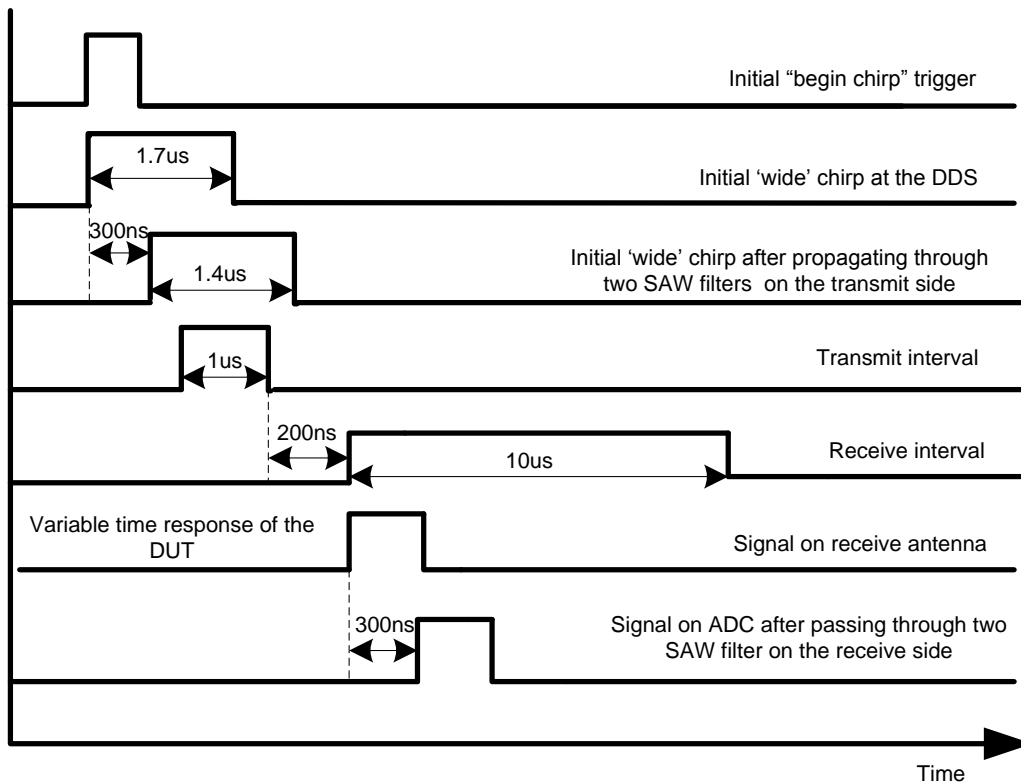 Initial “begin chirp” trigger
1.7us
Initial ‘wide’ chirp at the DDS
300ns
1.4us
Initial ‘wide’ chirp after propagating through
two SAW filters on the transmit side
1us
Transmit interval
200ns
10us
Receive interval
Variable time response of the
DUT
Signal on receive antenna
300ns
Signal on ADC after passing through two
SAW filter on the receive side
Time